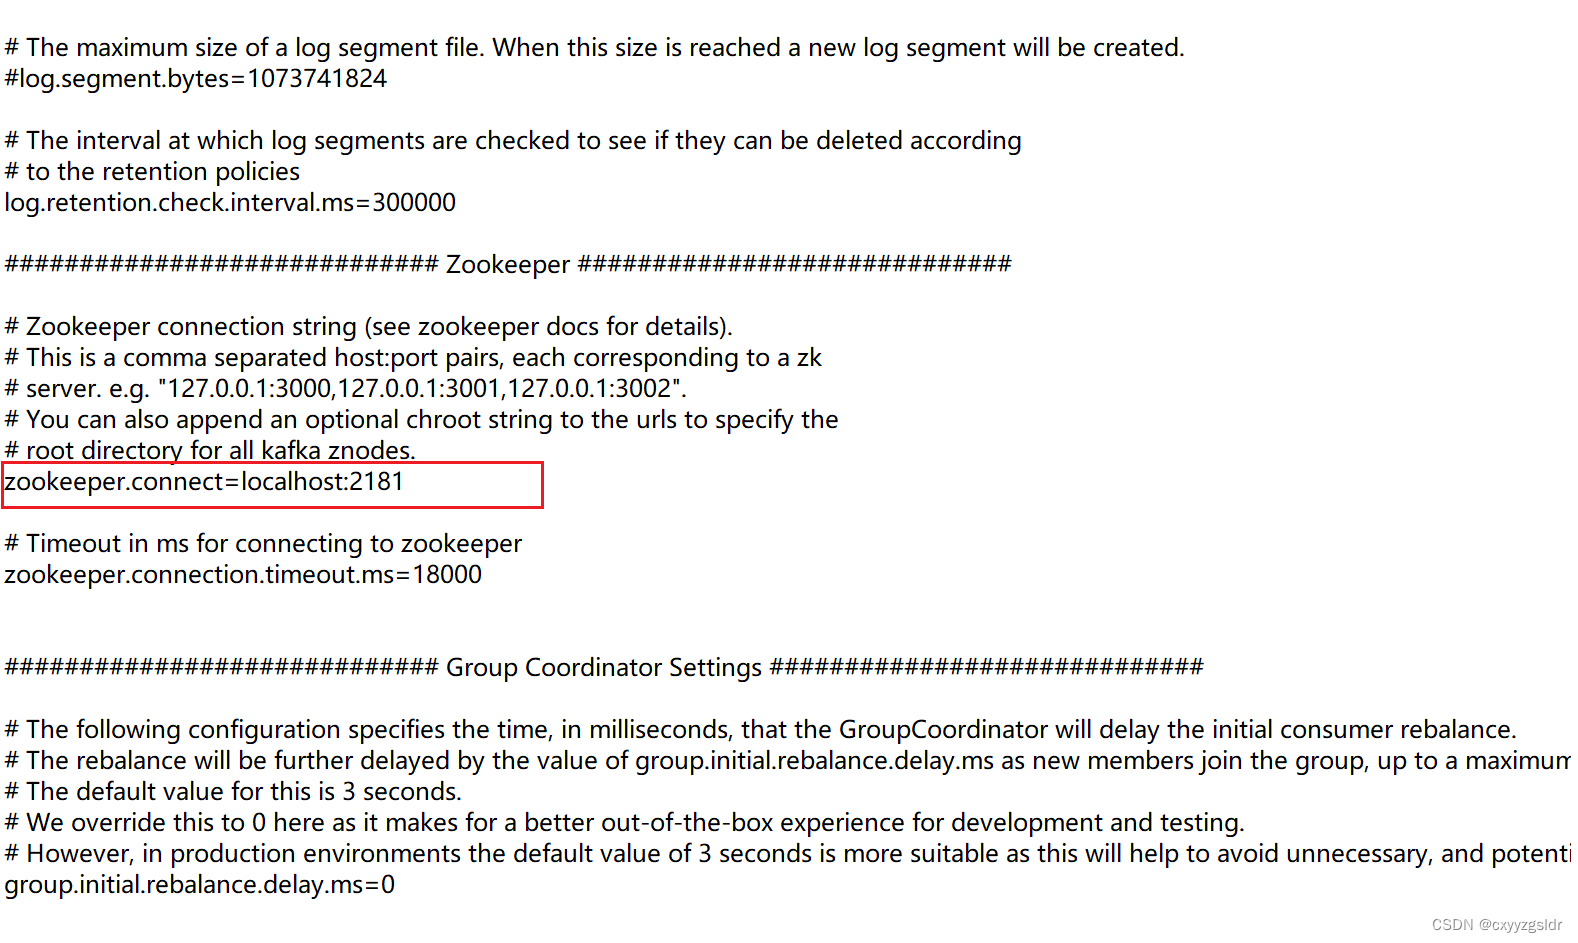 # The maximum size of a log segment file. When this size is reached a new log segment will be created.
#log.segment.bytes=1073741824
# The interval at which log segments are checked to see if they can be deleted according
# to the retention policies
log.retention.check.interval.ms=300000
############################# Zookeeper #############################
# Zookeeper connection string (see zookeeper docs for details).
# This is a comma separated host:port pairs, each corresponding to a zk
# server. e.g. "127.0.0.1:3000,127.0.0.1:3001,127.0.0.1:3002".
# You can also append an optional chroot string to the urls to specify the
# root directory for all kafka znodes.
zookeeper.connect=localhost:2181
# Timeout in ms for connecting to zookeeper
zookeeper.connection.timeout.ms=18000
############################# Group Coordinator Settings #############################
# The following configuration specifies the time, in milliseconds, that the GroupCoordinator will delay the initial consumer rebalance.
# The rebalance will be further delayed by the value of group.initial.rebalance.delay.ms as new members join the group, up to a maximum
# The default value for this is 3 seconds.
# We override this to 0 here as it makes for a better out-of-the-box experience for development and testing.
# However, in production environments the default value of 3 seconds is more suitable as this will help to avoid unnecessary, and potenti
group.initial.rebalance.delay.ms=0
CSDN @cxyyzgsldr